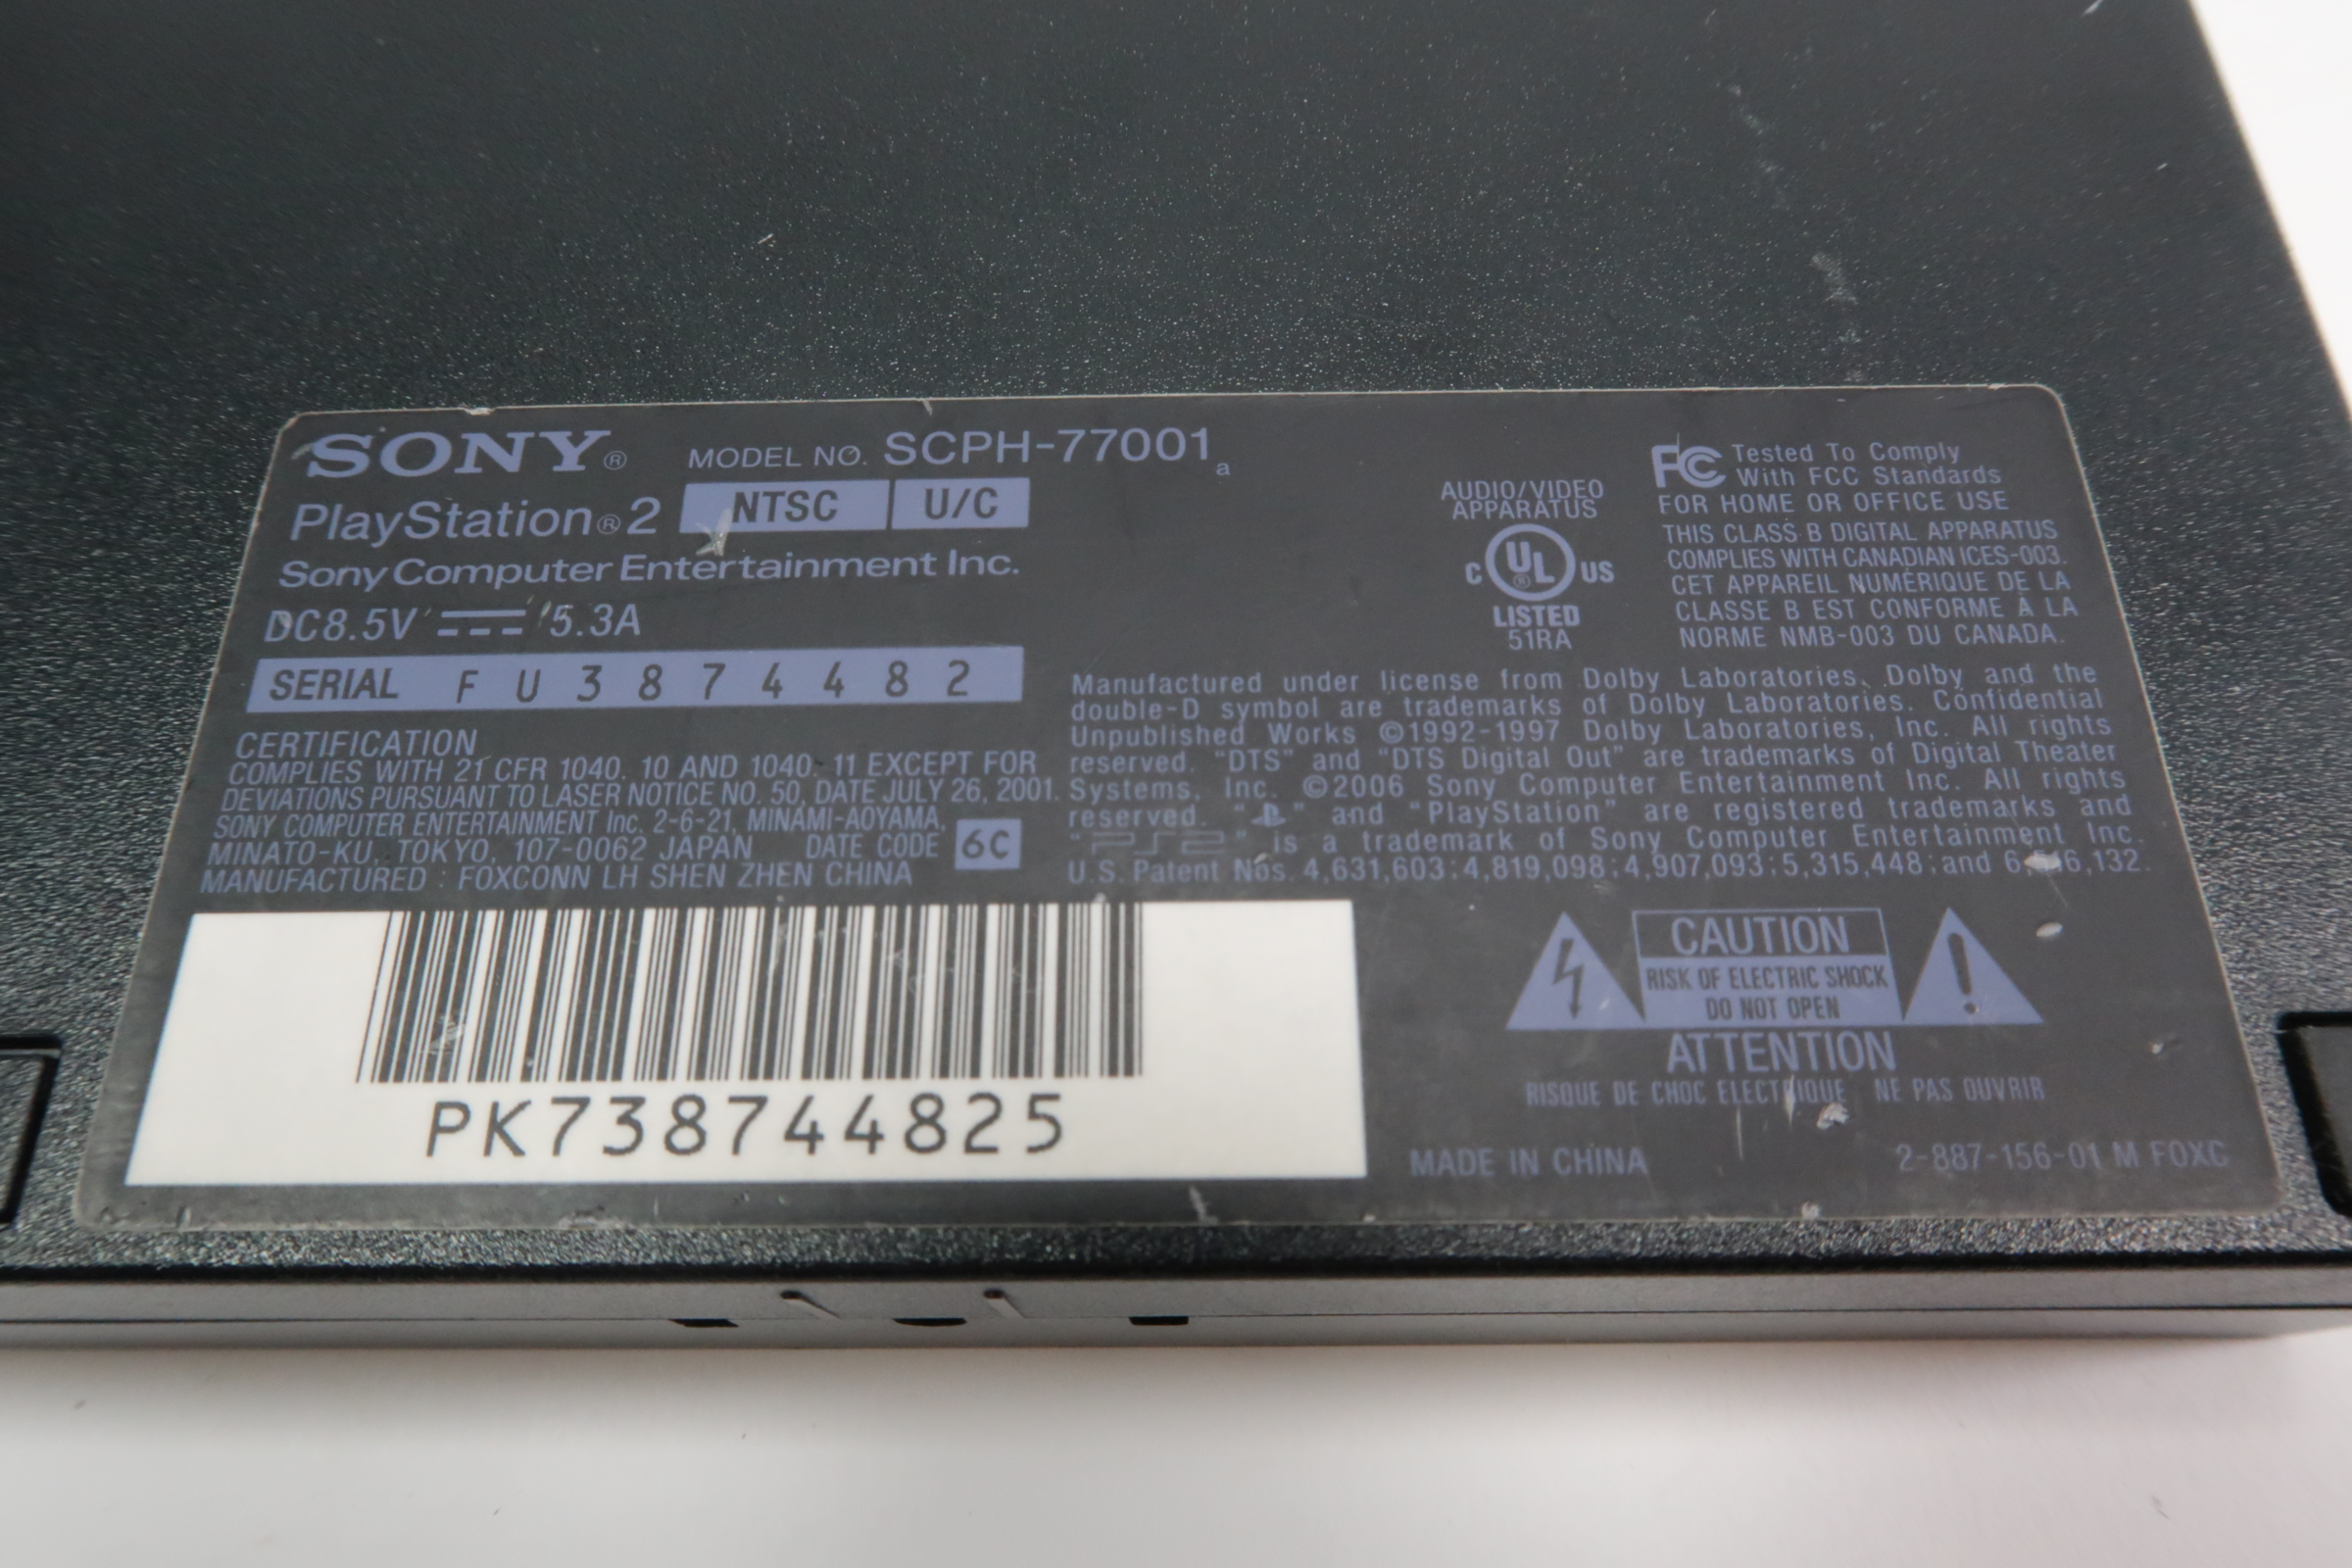 SONY®
MODEL NO. SCPH-77001a
PlayStation®2
NTSC U/C
Sony Computer Entertainment Inc.
DC8.5V 5.3A
SERIAL FU3874482
CERTIFICATION
COMPLIES WITH 21 CFR 1040. 10 AND 1040. 11 EXCEPT FOR
DEVIATIONS PURSUANT TO LASER NOTICE NO. 50, DATE JULY 26, 2001.
SONY COMPUTER ENTERTAINMENT Inc. 2-6-21, MINAMI-AOYAMA,
MINATO-KU, TOKYO, 107-0062 JAPAN DATE CODE 6C
MANUFACTURED : FOXCONN LH SHEN ZHEN CHINA
PK738744825
AUDIO/VIDEO
APPARATUS
C UL® US
LISTED
51RA
FC Tested To Comply
With FCC Standards
FOR HOME OR OFFICE USE
THIS CLASS B DIGITAL APPARATUS
COMPLIES WITH CANADIAN ICES-003.
CET APPAREIL NUMÉRIQUE DE LA
CLASSE B EST CONFORME À LA
NORME NMB-003 DU CANADA.
Manufactured under license from Dolby Laboratories. Dolby and the
double-D symbol are trademarks of Dolby Laboratories. Confidential
Unpublished Works ©1992-1997 Dolby Laboratories, Inc. All rights
reserved. "DTS" and "DTS Digital Out" are trademarks of Digital Theater
Systems, Inc. ©2006 Sony Computer Entertainment Inc. All rights
reserved. " " and "PlayStation" are registered trademarks and
"PS2" is a trademark of Sony Computer Entertainment Inc.
U.S. Patent Nos. 4,631,603;4,819,098;4,907,093;5,315,448;and
CAUTION
RISK OF ELECTRIC SHOCK
DO NOT OPEN
ATTENTION
RISQUE DE CHOC ELECTRIQUE NE PAS OUVRIR
MADE IN CHINA
2-887-156-01 M FOXC